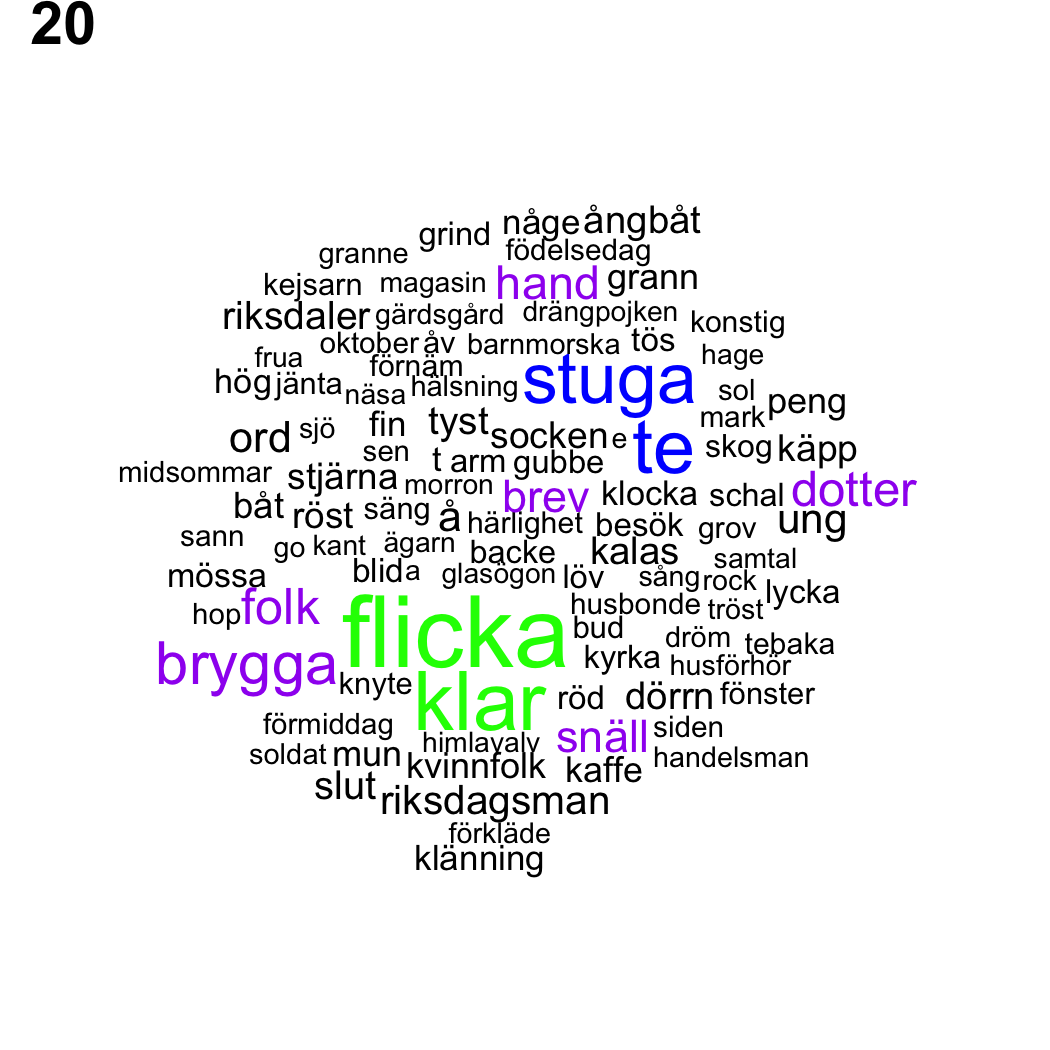 20
någe ångbåt
grind
granne födelsedag
kejsarn magasin hand grann
riksdaler gärdsgård drängpojken konstig
oktober åv barnmorska tös
frua förnäm hage
hög jänta näsa hälsning stuga sol peng
mark
ord sjö fin tyst socken e te skog käpp
sen
midsommar stjärna t arm gubbe
morron brev klocka schal dotter
båt röst säng å härlighet besök grov ung
sann go kant ägarn backe kalas samtal
mössa blid a glasögon löv sång rock lycka
hop folk flicka husbonde tröst
bud
brygga kyrka dröm tebaka
husförhör
knyte klar röd dörrn fönster
förmiddag himlavalv snäll siden
soldat mun kvinnfolk kaffe handelsman
slut riksdagsman
förkläde
klänning